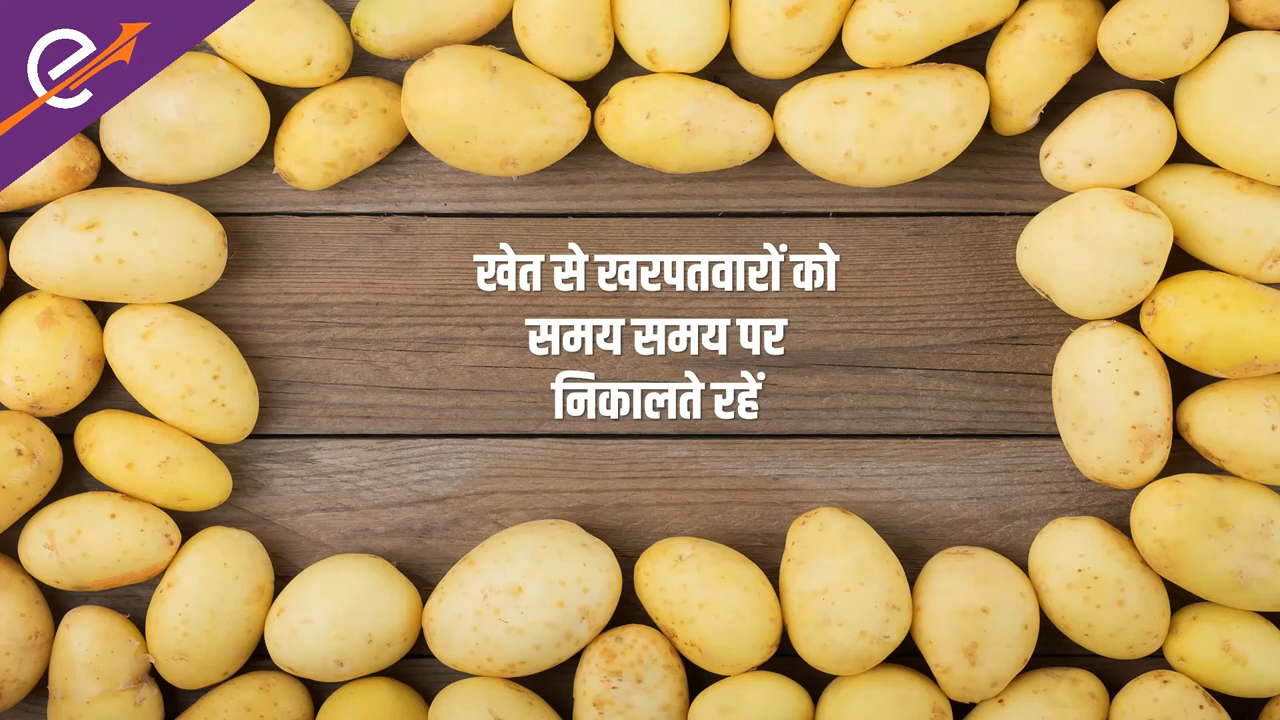 e
खेत से खरपतवारों को
समय समय पर
निकालते रहें